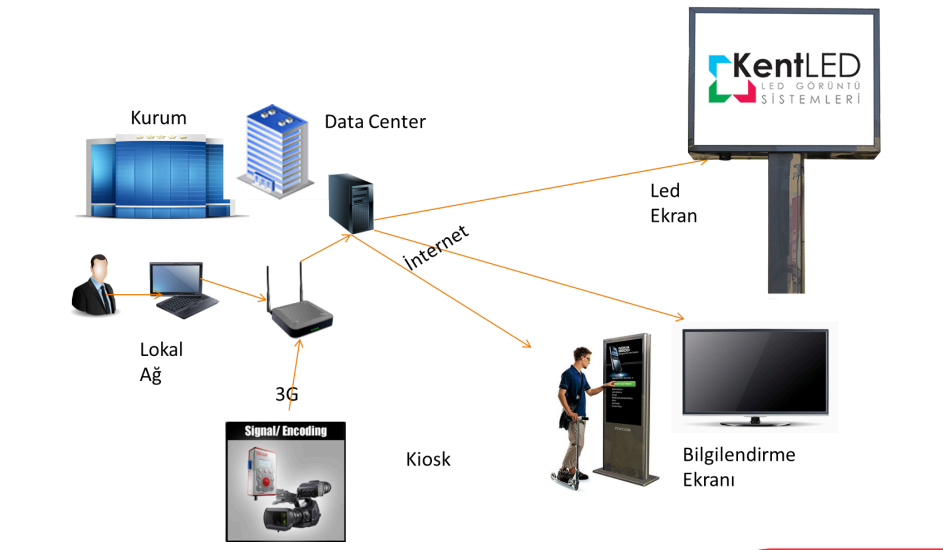 KentLED
LED GÖRÜNTÜ
SİSTEMLERİ
Kurum
Data Center
Led
Ekran
İnternet
Lokal
Ağ
3G
Signal/ Encoding
Kiosk
Bilgilendirme
Ekranı